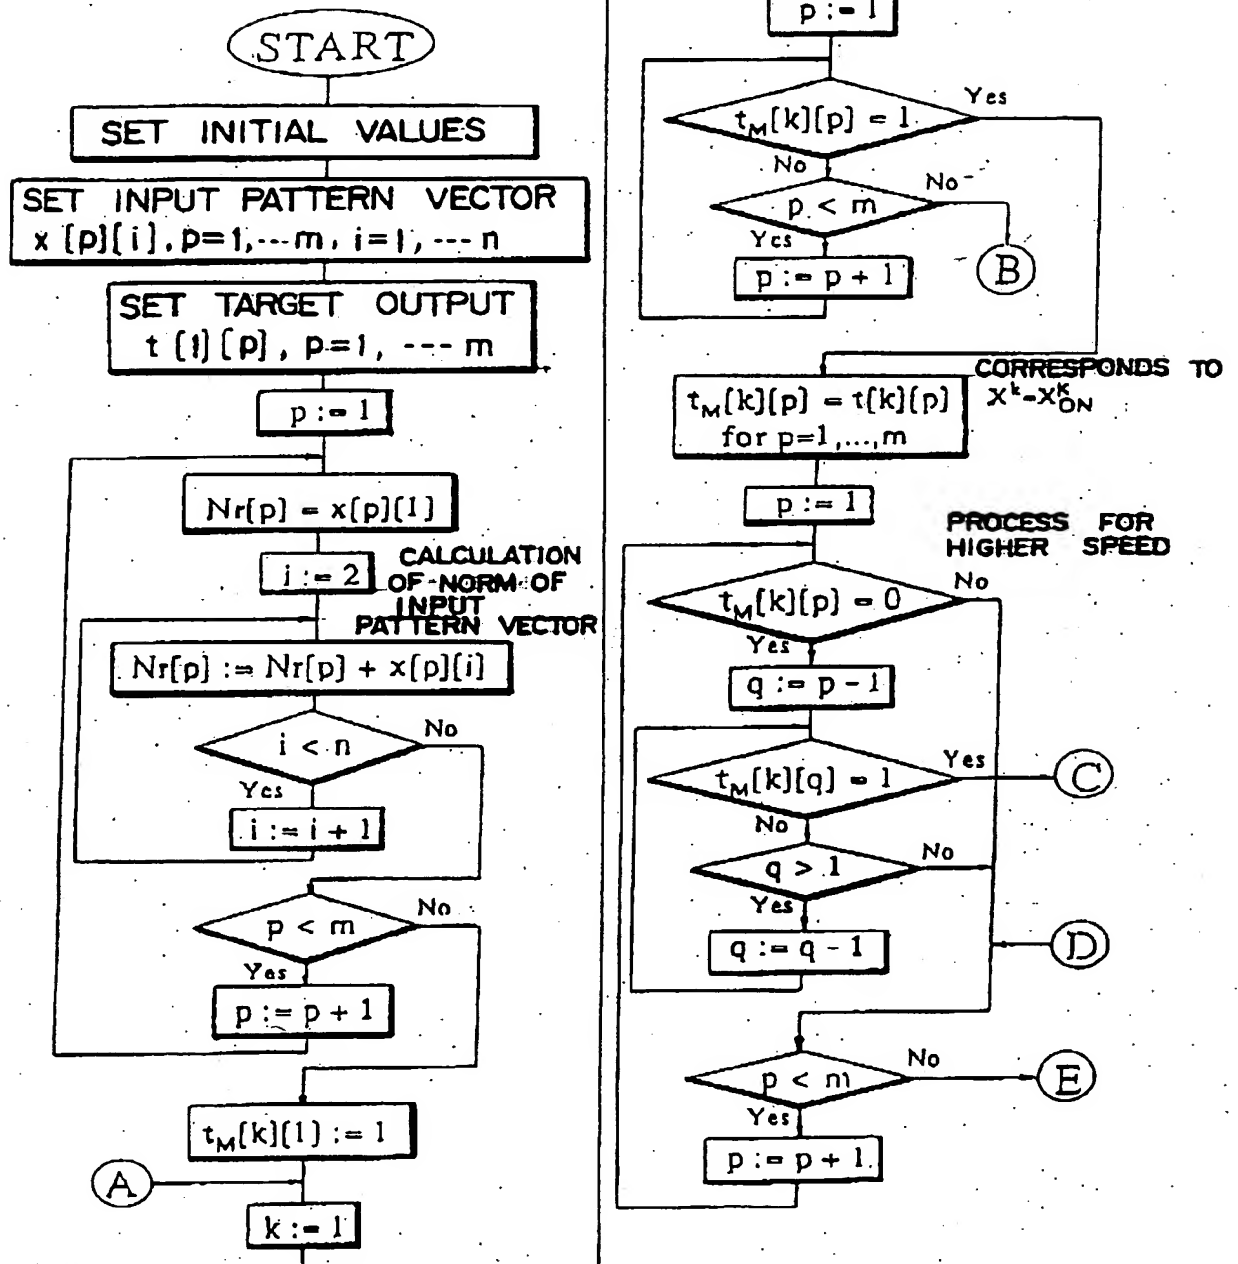 START
SET INITIAL VALUES
SET INPUT PATTERN VECTOR
x [p][i], p=1,---m, i=1, --- n
SET TARGET OUTPUT
t [1][p], p=1, --- m
p := 1
Nr[p] = x[p][1]
i := 2
CALCULATION
OF NORM OF
INPUT
PATTERN VECTOR
Nr[p] := Nr[p] + x[p][i]
i < n
No
Yes
i := i + 1
p < m
No
Yes
p := p + 1
t_M[k][1] := 1
A
k := 1
p := 1
t_M[k][p] = 1
Yes
No
p < m
No
Yes
B
p := p + 1
CORRESPONDS TO
X^k=X^K_ON
t_M[k][p] = t[k][p]
for p=1,...,m
p := 1
PROCESS FOR
HIGHER SPEED
t_M[k][p] = 0
No
Yes
q := p - 1
t_M[k][q] = 1
Yes
C
No
q > 1
No
Yes
q := q - 1
D
p < m
No
E
Yes
p := p + 1